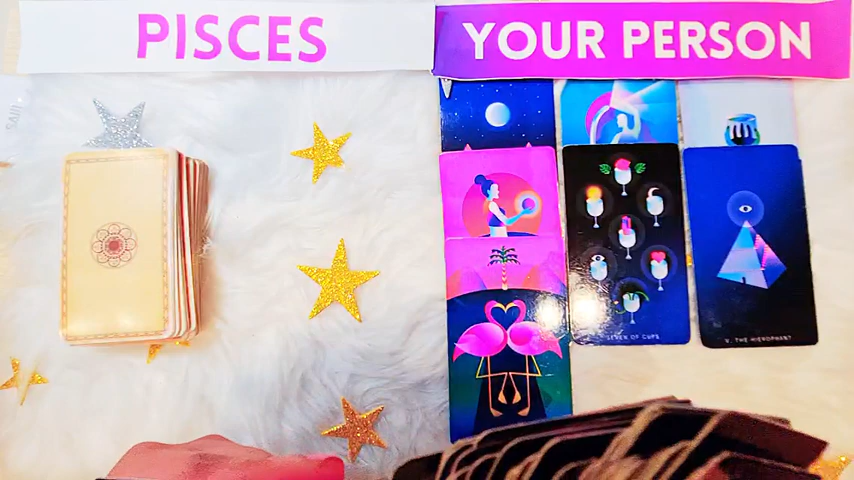 PISCES
YOUR PERSON
SEVEN OF CUPS
V. THE HIEROPHANT